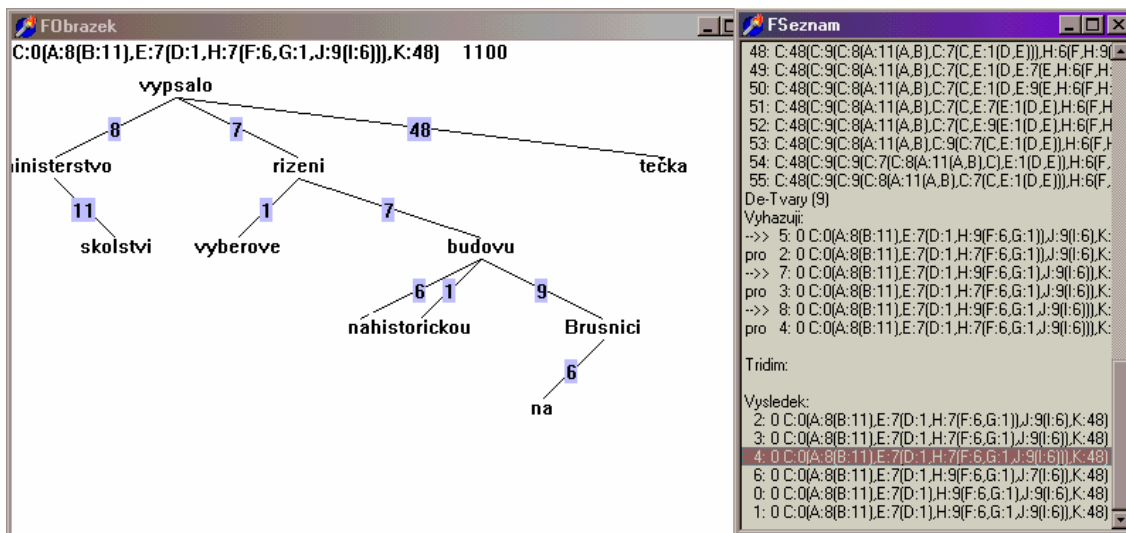 FObrazek
C:0(A:8(B:11),E:7(D:1,H:7(F:6,G:1,J:9(I:6))),K:48) 1100
vypsalo
8 7 48
inisterstvo rizeni tečka
11 1 7
skolstvi vyberove budovu
6 1 9
nahistorickou Brusnici
6
na
FSeznam
48: C:48(C:9(C:8(A:11(A,B),C:7(C,E:1(D,E))),H:6(F,H:9(
49: C:48(C:9(C:8(A:11(A,B),C:7(C,E:1(D,E:7(E,H:6(F,H:
50: C:48(C:9(C:8(A:11(A,B),C:7(C,E:1(D,E:9(E,H:6(F,H:
51: C:48(C:9(C:8(A:11(A,B),C:7(C,E:7(E:1(D,E),H:6(F,H
52: C:48(C:9(C:8(A:11(A,B),C:7(C,E:9(E:1(D,E),H:6(F,H
53: C:48(C:9(C:8(A:11(A,B),C:9(C:7(C,E:1(D,E)),H:6(F,
54: C:48(C:9(C:9(C:7(C:8(A:11(A,B),C),E:1(D,E)),H:6(F,
55: C:48(C:9(C:9(C:8(A:11(A,B),C:7(C,E:1(D,E))),H:6(F,
De-Tvary (9)
Vyhazuji:
-->> 5: 0 C:0(A:8(B:11),E:7(D:1,H:9(F:6,G:1)),J:9(I:6),K:
pro 2: 0 C:0(A:8(B:11),E:7(D:1,H:7(F:6,G:1)),J:9(I:6),K:
-->> 7: 0 C:0(A:8(B:11),E:7(D:1,H:9(F:6,G:1),J:9(I:6)),K:
pro 3: 0 C:0(A:8(B:11),E:7(D:1,H:7(F:6,G:1),J:9(I:6)),K:
-->> 8: 0 C:0(A:8(B:11),E:7(D:1,H:9(F:6,G:1,J:9(I:6))),K:
pro 4: 0 C:0(A:8(B:11),E:7(D:1,H:7(F:6,G:1,J:9(I:6))),K:
Tridim:
Vysledek:
2: 0 C:0(A:8(B:11),E:7(D:1,H:7(F:6,G:1)),J:9(I:6),K:48)
3: 0 C:0(A:8(B:11),E:7(D:1,H:7(F:6,G:1),J:9(I:6)),K:48)
4: 0 C:0(A:8(B:11),E:7(D:1,H:7(F:6,G:1,J:9(I:6))),K:48)
6: 0 C:0(A:8(B:11),E:7(D:1,H:9(F:6,G:1),J:7(I:6)),K:48)
0: 0 C:0(A:8(B:11),E:7(D:1),H:9(F:6,G:1),J:9(I:6),K:48)
1: 0 C:0(A:8(B:11),E:7(D:1),H:9(F:6,G:1,J:9(I:6)),K:48)